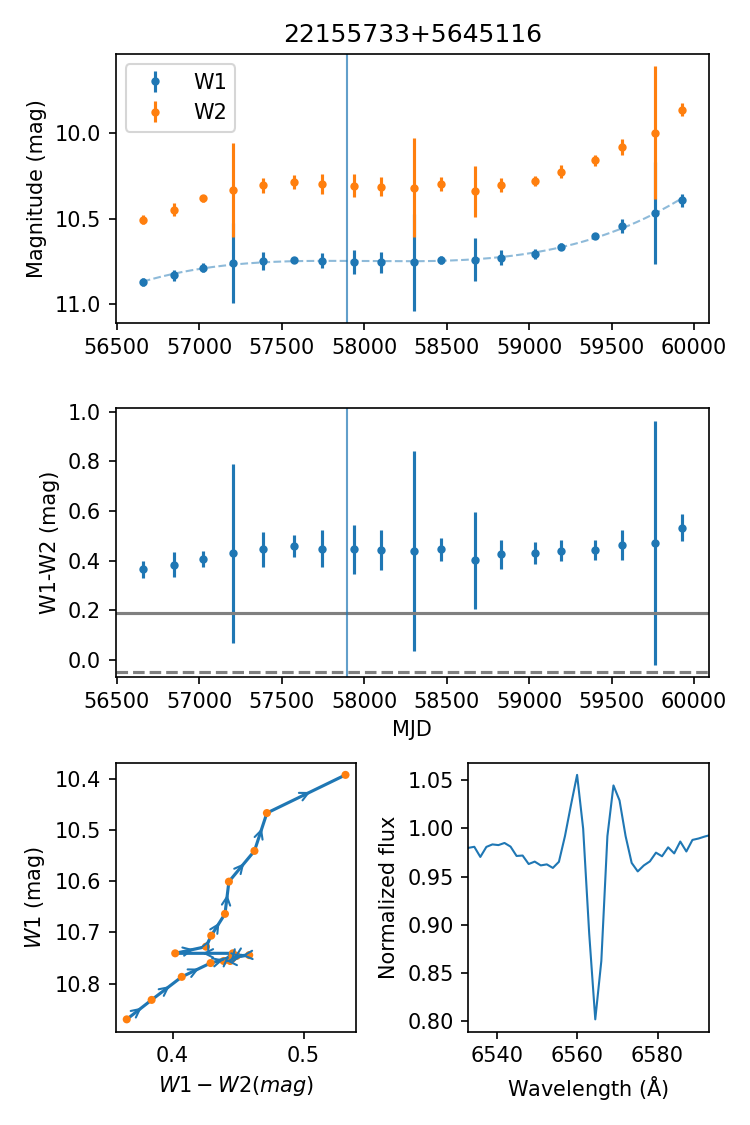 22155733+5645116
W1
W2
Magnitude (mag)
10.0
10.5
11.0
56500 57000 57500 58000 58500 59000 59500 60000
W1-W2 (mag)
1.0
0.8
0.6
0.4
0.2
0.0
56500 57000 57500 58000 58500 59000 59500 60000
MJD
W1 (mag)
10.4
10.5
10.6
10.7
10.8
0.4 0.5
W1 − W2(mag)
Normalized flux
1.05
1.00
0.95
0.90
0.85
0.80
6540 6560 6580
Wavelength (Å)